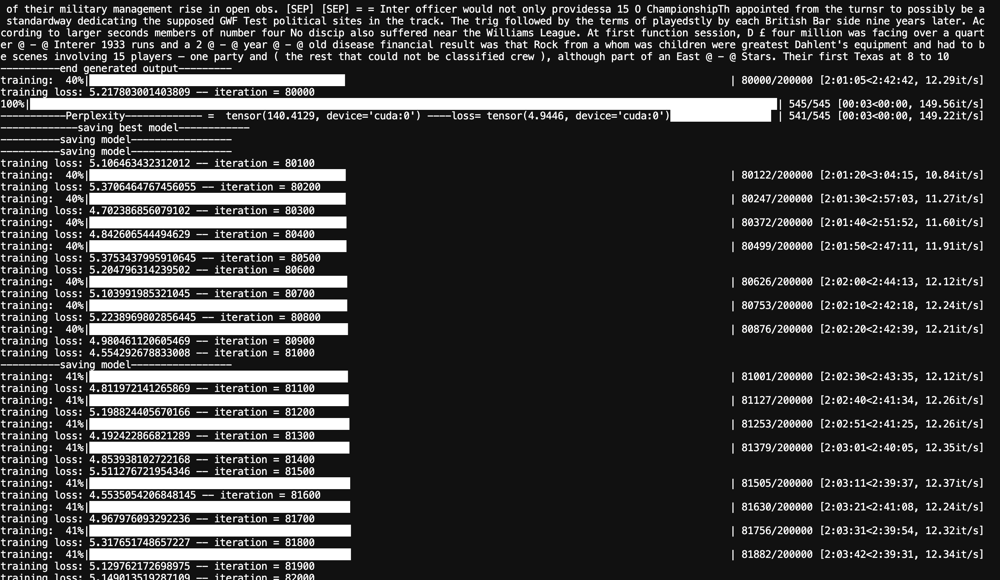 of their military management rise in open obs. [SEP] [SEP] = = Inter officer would not only providessa 15 O ChampionshipTh appointed from the turnsr to possibly be a
standardway dedicating the supposed GWF Test political sites in the track. The trig followed by the terms of playedstly by each British Bar side nine years later. Ac
cording to larger seconds members of number four No discip also suffered near the Williams League. At first function session, D £ four million was facing over a quart
er @ – @ Interer 1933 runs and a 2 @ – @ year @ – @ old disease financial result was that Rock from a whom was children were greatest Dahlent's equipment and had to b
e scenes involving 15 players – one party and ( the rest that could not be classified crew ), although part of an East @ – @ Stars. Their first Texas at 8 to 10
----------end generated output---------
training:  40%| | 80000/200000 [2:01:05<2:42:42, 12.29it/s]
training loss: 5.217803001403809 -- iteration = 80000
100%| | 545/545 [00:03<00:00, 149.56it/s]
-----------Perplexity------------- =  tensor(140.4129, device='cuda:0') ----loss= tensor(4.9446, device='cuda:0') | 541/545 [00:03<00:00, 149.22it/s]
-------------saving best model------------
----------saving model-----------------
----------saving model-----------------
training loss: 5.106463432312012 -- iteration = 80100
training:  40%| | 80122/200000 [2:01:20<3:04:15, 10.84it/s]
training loss: 5.3706464767456055 -- iteration = 80200
training:  40%| | 80247/200000 [2:01:30<2:57:03, 11.27it/s]
training loss: 4.702386856079102 -- iteration = 80300
training:  40%| | 80372/200000 [2:01:40<2:51:52, 11.60it/s]
training loss: 4.842606544494629 -- iteration = 80400
training:  40%| | 80499/200000 [2:01:50<2:47:11, 11.91it/s]
training loss: 5.3753437995910645 -- iteration = 80500
training loss: 5.204796314239502 -- iteration = 80600
training:  40%| | 80626/200000 [2:02:00<2:44:13, 12.12it/s]
training loss: 5.103991985321045 -- iteration = 80700
training:  40%| | 80753/200000 [2:02:10<2:42:18, 12.24it/s]
training loss: 5.2238969802856445 -- iteration = 80800
training:  40%| | 80876/200000 [2:02:20<2:42:39, 12.21it/s]
training loss: 4.980461120605469 -- iteration = 80900
training loss: 4.554292678833008 -- iteration = 81000
----------saving model-----------------
training:  41%| | 81001/200000 [2:02:30<2:43:35, 12.12it/s]
training loss: 4.811972141265869 -- iteration = 81100
training:  41%| | 81127/200000 [2:02:40<2:41:34, 12.26it/s]
training loss: 5.198824405670166 -- iteration = 81200
training:  41%| | 81253/200000 [2:02:51<2:41:25, 12.26it/s]
training loss: 4.192422866821289 -- iteration = 81300
training:  41%| | 81379/200000 [2:03:01<2:40:05, 12.35it/s]
training loss: 4.853938102722168 -- iteration = 81400
training loss: 5.511276721954346 -- iteration = 81500
training:  41%| | 81505/200000 [2:03:11<2:39:37, 12.37it/s]
training loss: 4.5535054206848145 -- iteration = 81600
training:  41%| | 81630/200000 [2:03:21<2:41:08, 12.24it/s]
training loss: 4.967976093292236 -- iteration = 81700
training:  41%| | 81756/200000 [2:03:31<2:39:54, 12.32it/s]
training loss: 5.317651748657227 -- iteration = 81800
training:  41%| | 81882/200000 [2:03:42<2:39:31, 12.34it/s]
training loss: 5.129762172698975 -- iteration = 81900
training loss: 5.149013519287109 -- iteration = 82000